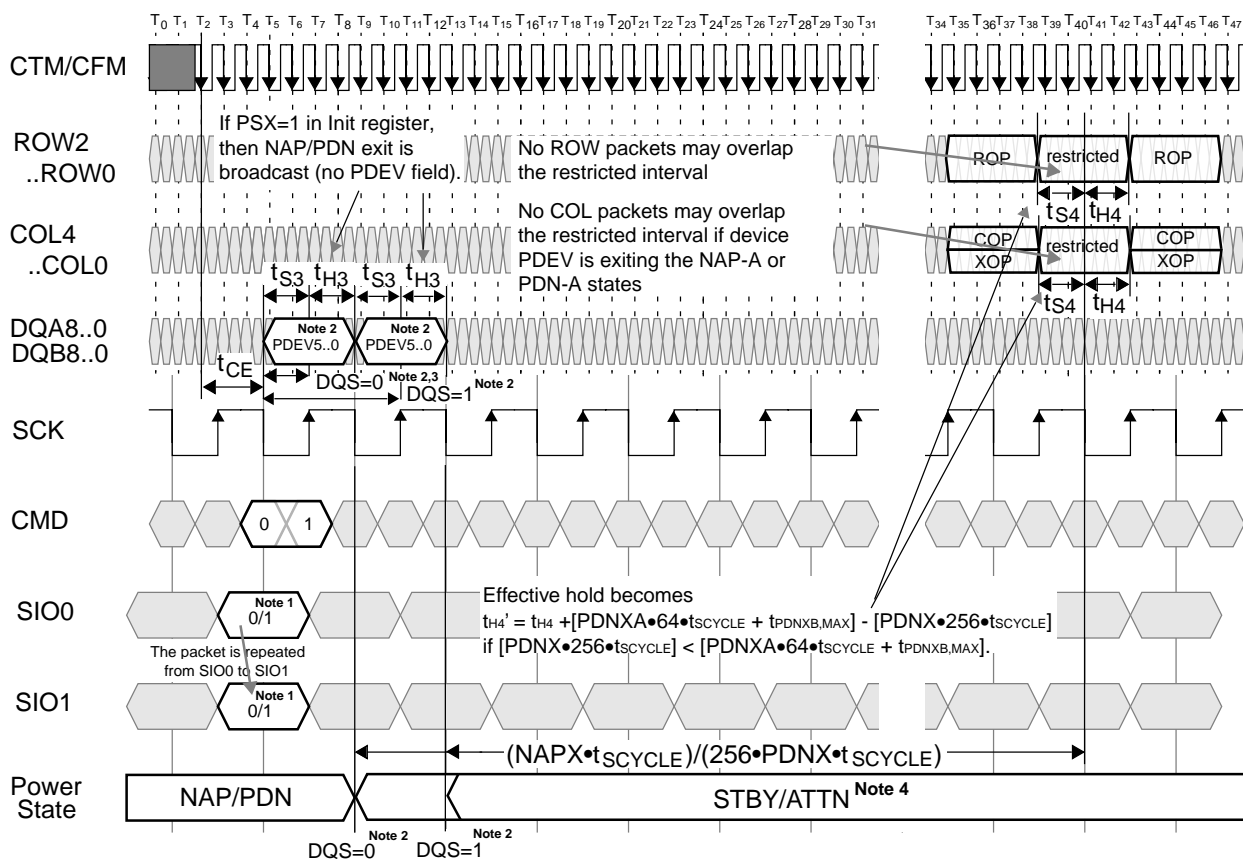 T0 T1 T2 T3 T4 T5 T6 T7 T8 T9 T10 T11 T12 T13 T14 T15 T16 T17 T18 T19 T20 T21 T22 T23 T24 T25 T26 T27 T28 T29 T30 T31 T34 T35 T36 T37 T38 T39 T40 T41 T42 T43 T44 T45 T46 T47
CTM/CFM
ROW2
..ROW0
If PSX=1 in Init register,
then NAP/PDN exit is
broadcast (no PDEV field).
No ROW packets may overlap
the restricted interval
ROP restricted ROP
tS4 tH4
COL4
..COL0
No COL packets may overlap
the restricted interval if device
PDEV is exiting the NAP-A or
PDN-A states
COP restricted COP
XOP XOP
tS3 tH3 tS3 tH3
tS4 tH4
DQA8..0
DQB8..0
Note 2 Note 2
PDEV5..0 PDEV5..0
tCE
DQS=0 Note 2,3
DQS=1 Note 2
SCK
CMD
0 1
SIO0
Note 1
0/1
The packet is repeated
from SIO0 to SIO1
Effective hold becomes
tH4’ = tH4 +[PDNXA•64•tSCYCLE + tPDNXB,MAX] - [PDNX•256•tSCYCLE]
if [PDNX•256•tSCYCLE] < [PDNXA•64•tSCYCLE + tPDNXB,MAX].
SIO1
Note 1
0/1
(NAPX•tSCYCLE)/(256•PDNX•tSCYCLE)
Power
State
NAP/PDN
STBY/ATTN Note 4
DQS=0 Note 2
DQS=1 Note 2